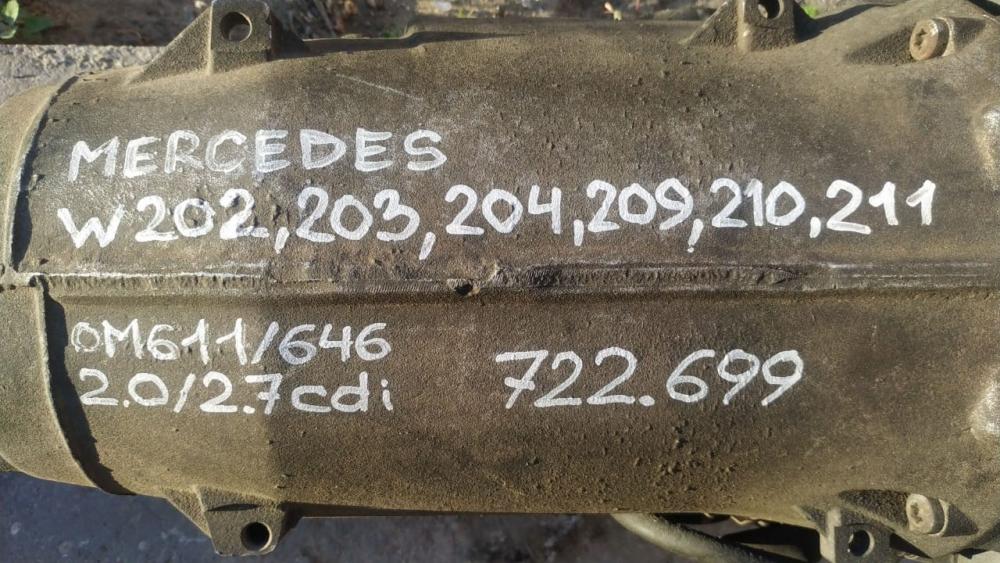 MERCEDES
W202,203,204,209,210,211
OM611/646
2.0/2.7cdi
722.699